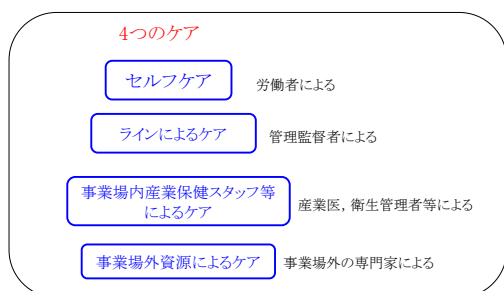 4つのケア
セルフケア 労働者による
ラインによるケア 管理監督者による
事業場内産業保健スタッフ等
によるケア 産業医，衛生管理者等による
事業場外資源によるケア 事業場外の専門家による